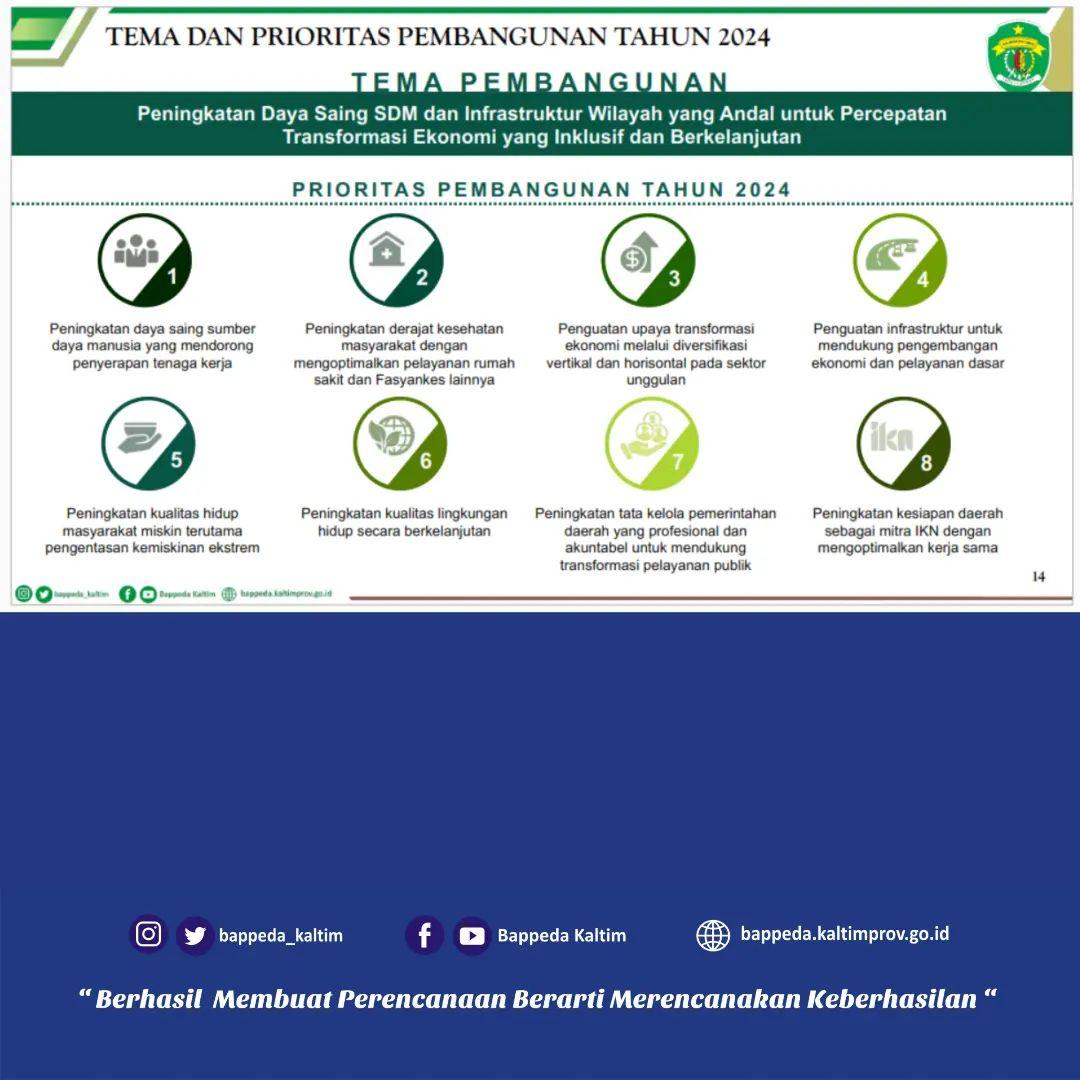 TEMA DAN PRIORITAS PEMBANGUNAN TAHUN 2024
TEMA PEMBANGUNAN
Peningkatan Daya Saing SDM dan Infrastruktur Wilayah yang Andal untuk Percepatan
Transformasi Ekonomi yang Inklusif dan Berkelanjutan
PRIORITAS PEMBANGUNAN TAHUN 2024
1
Peningkatan daya saing sumber
daya manusia yang mendorong
penyerapan tenaga kerja
2
Peningkatan derajat kesehatan
masyarakat dengan
mengoptimalkan pelayanan rumah
sakit dan Fasyankes lainnya
3
Penguatan upaya transformasi
ekonomi melalui diversifikasi
vertikal dan horisontal pada sektor
unggulan
4
Penguatan infrastruktur untuk
mendukung pengembangan
ekonomi dan pelayanan dasar
5
Peningkatan kualitas hidup
masyarakat miskin terutama
pengentasan kemiskinan ekstrem
6
Peningkatan kualitas lingkungan
hidup secara berkelanjutan
7
Peningkatan tata kelola pemerintahan
daerah yang profesional dan
akuntabel untuk mendukung
transformasi pelayanan publik
ikn
8
Peningkatan kesiapan daerah
sebagai mitra IKN dengan
mengoptimalkan kerja sama
14
bappeda_kaltim Bappeda Kaltim bappeda.kaltimprov.go.id
bappeda_kaltim Bappeda Kaltim bappeda.kaltimprov.go.id
“ Berhasil Membuat Perencanaan Berarti Merencanakan Keberhasilan “